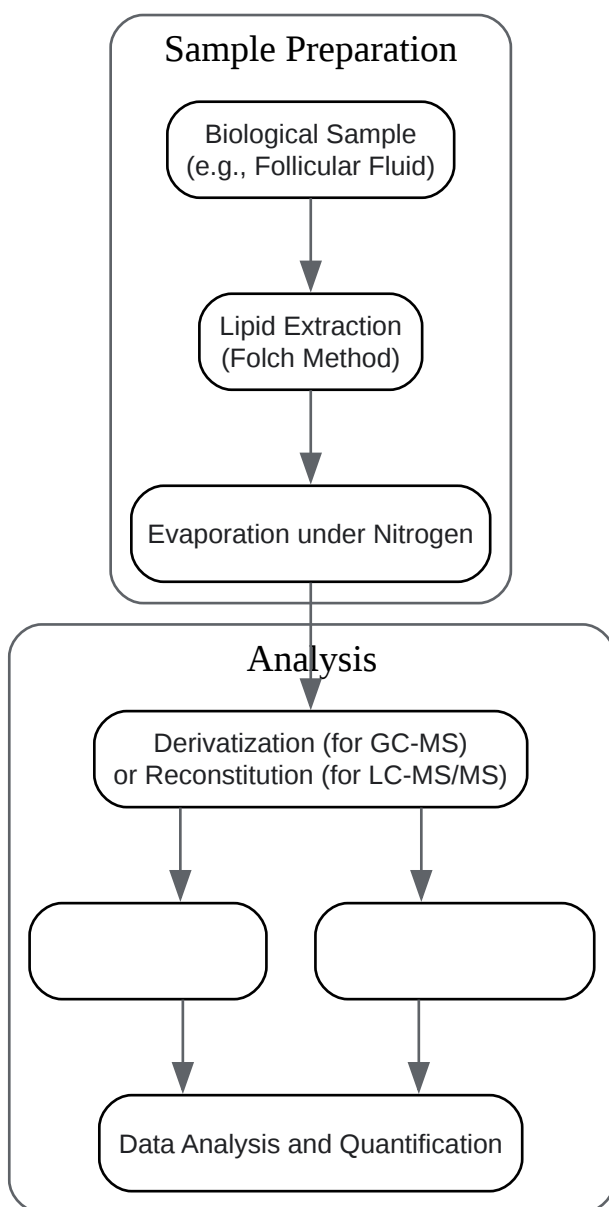 Sample Preparation
Biological Sample
(e.g., Follicular Fluid)
Lipid Extraction
(Folch Method)
Evaporation under Nitrogen
Analysis
Derivatization (for GC-MS)
or Reconstitution (for LC-MS/MS)
Data Analysis and Quantification